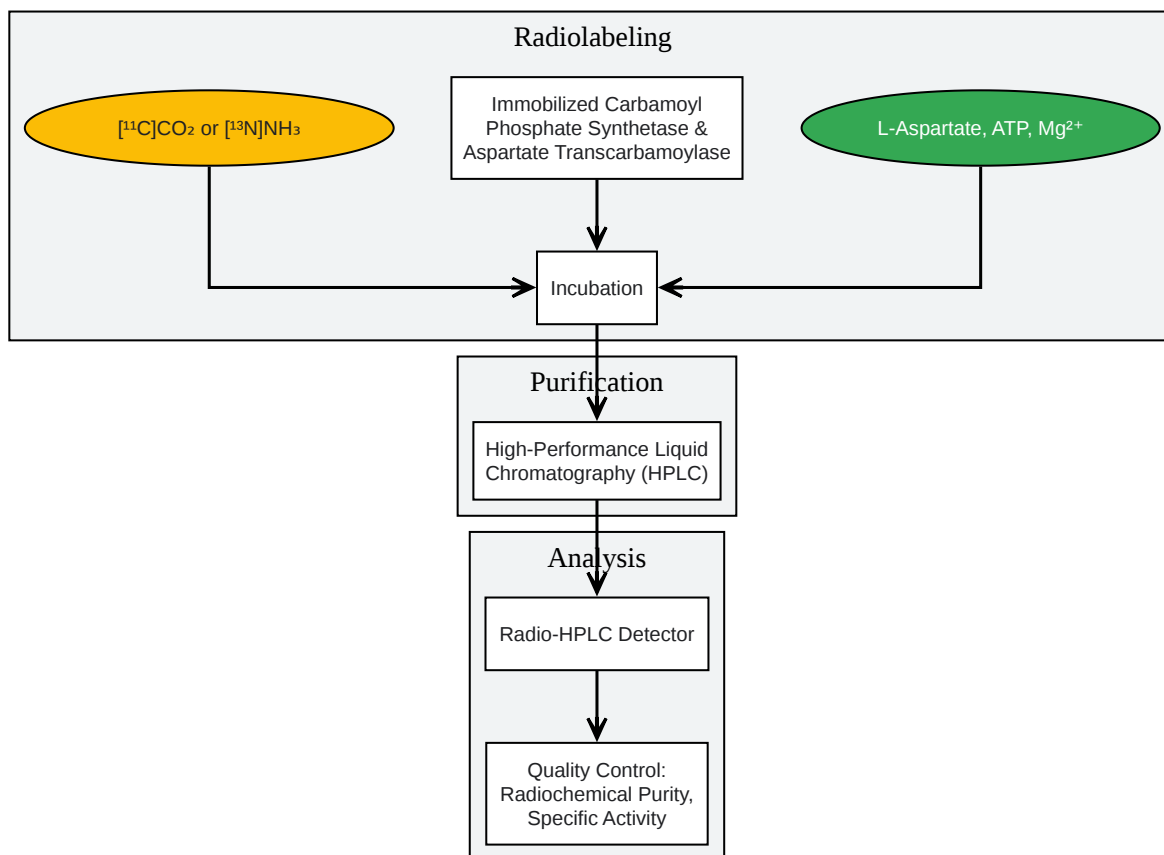 Radiolabeling
[¹¹C]CO₂ or [¹³N]NH₃
Immobilized Carbamoyl
Phosphate Synthetase &
Aspartate Transcarbamoylase
L-Aspartate, ATP, Mg²⁺
Incubation
Purification
High-Performance Liquid
Chromatography (HPLC)
Analysis
Radio-HPLC Detector
Quality Control:
Radiochemical Purity,
Specific Activity